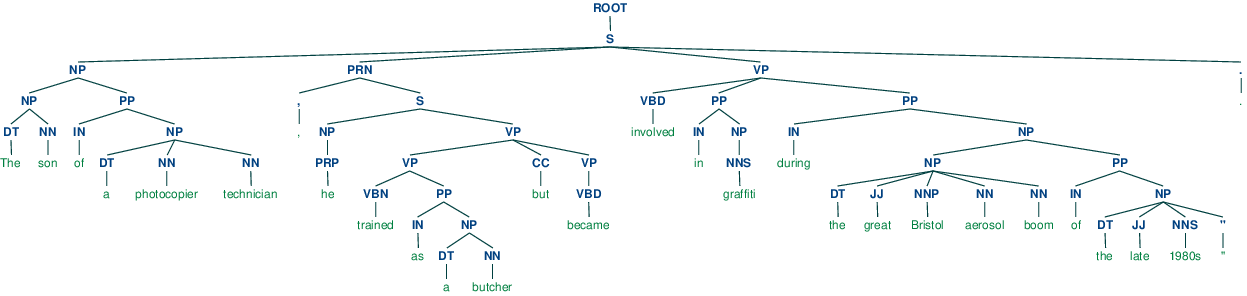 ROOT
S
NP PRN VP .
NP PP , S VBD PP PP .
DT NN IN NP , NP VP involved IN NP IN NP
The son of DT NN NN PRP VP CC VP in NNS during NP PP
a photocopier technician he VBN PP but VBD graffiti DT JJ NNP NN NN IN NP
trained IN NP became the great Bristol aerosol boom of DT JJ NNS "
as DT NN the late 1980s "
a butcher